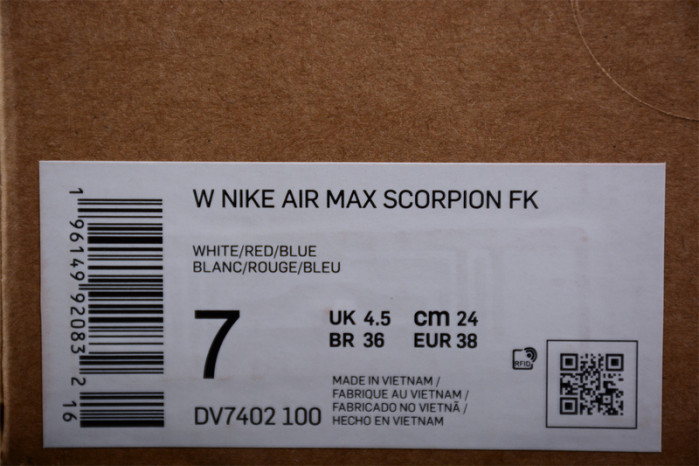 W NIKE AIR MAX SCORPION FK
WHITE/RED/BLUE
BLANC/ROUGE/BLEU
7
UK 4.5 cm 24
BR 36 EUR 38
MADE IN VIETNAM /
FABRIQUE AU VIETNAM /
FABRICADO NO VIETNÃ /
HECHO EN VIETNAM
DV7402 100
RFID
1 96149 92083 2
16